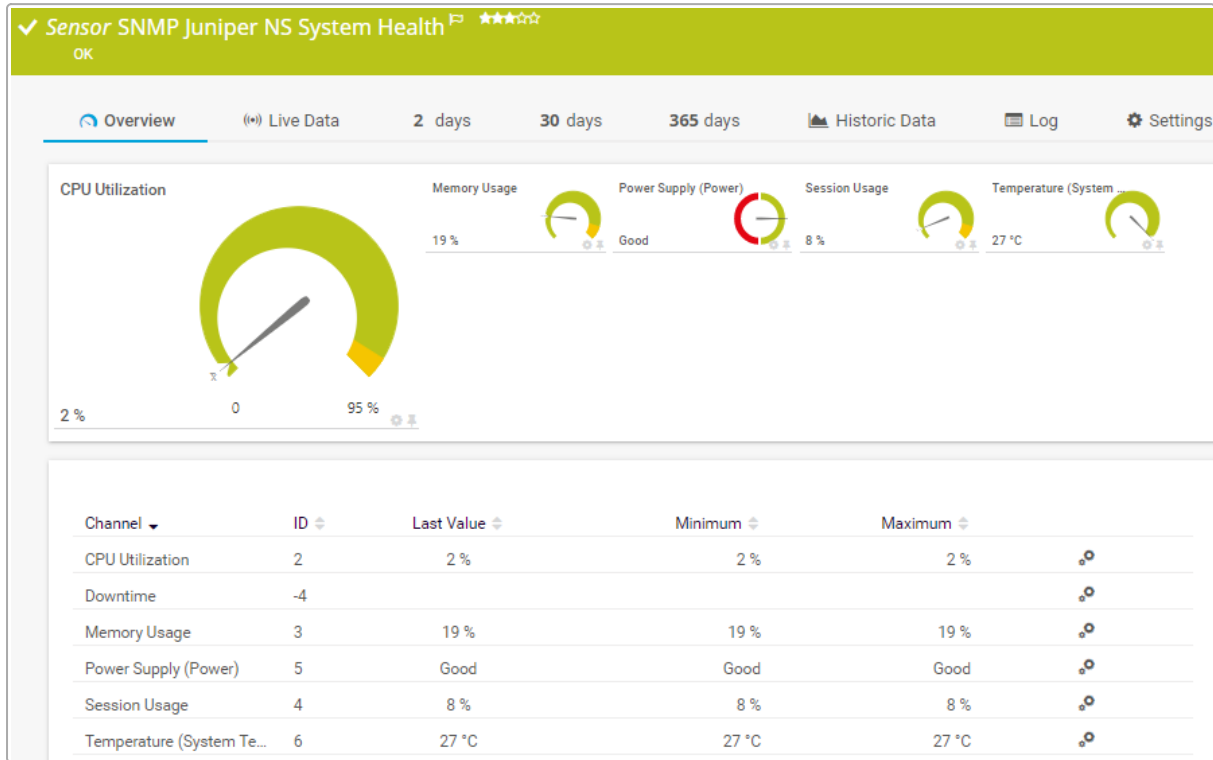 Sensor SNMP Juniper NS System Health
OK
Overview Live Data 2 days 30 days 365 days Historic Data Log Settings
CPU Utilization
2 %
0
95 %
Memory Usage
19 %
Power Supply (Power)
Good
Session Usage
8 %
Temperature (System ...
27 °C
Channel ID Last Value Minimum Maximum
CPU Utilization 2 2 % 2 % 2 %
Downtime -4
Memory Usage 3 19 % 19 % 19 %
Power Supply (Power) 5 Good Good Good
Session Usage 4 8 % 8 % 8 %
Temperature (System Te... 6 27 °C 27 °C 27 °C